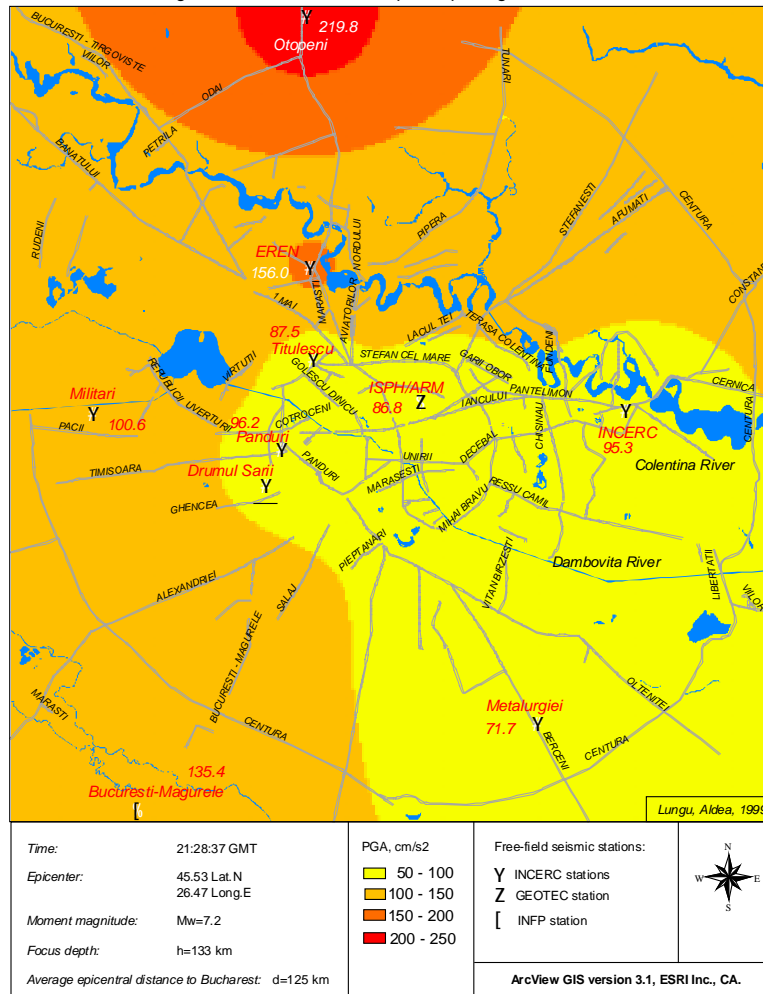 219.8
Otopeni
BUCURESTI - TIRGOVISTE
VIILOR
TUNARI
ODAI
PETRILA
BANATULUI
STEFANESTI
AFUMATI
CENTURA
RUDENI
PIPERA
NORDULUI
EREN
156.0
CONSTAN
1 MAI
MARASTI
AVIATORILOR
87.5
Titulescu
LACUL TEI
TERASA COLENTINA
FUNDENI
STEFAN CEL MARE
GARII OBOR
VIRTUTII
REPUBLICII
UVERTURII
GOLESCU DINICU
ISPH/ARM
86.8
Z
IANCULUI
PANTELIMON
CERNICA
CENTURA
Militari
100.6
PACII
96.2
Panduri
COTROCENI
CHISINAU
INCERC
95.3
TIMISOARA
Drumul Sarii
PANDURI
UNIRII
DECEBAL
MARASESTI
RESSU CAMIL
Colentina River
GHENCEA
MIHAI BRAVU
PIEPTANARI
Dambovita River
ALEXANDRIEI
SALAJ
VITAN BIRZESTI
LIBERTATII
VIILOR
BUCURESTI - MAGURELE
MARASTI
OLTENITEI
Metalurgiei
71.7
BERCENI
CENTURA
CENTURA
135.4
Bucuresti-Magurele
[
Lungu, Aldea, 1999
Time: 21:28:37 GMT
Epicenter: 45.53 Lat.N
26.47 Long.E
Moment magnitude: Mw=7.2
Focus depth: h=133 km
Average epicentral distance to Bucharest: d=125 km
PGA, cm/s2
50 - 100
100 - 150
150 - 200
200 - 250
Free-field seismic stations:
Y INCERC stations
Z GEOTEC station
[ INFP station
N
W E
S
ArcView GIS version 3.1, ESRI Inc., CA.